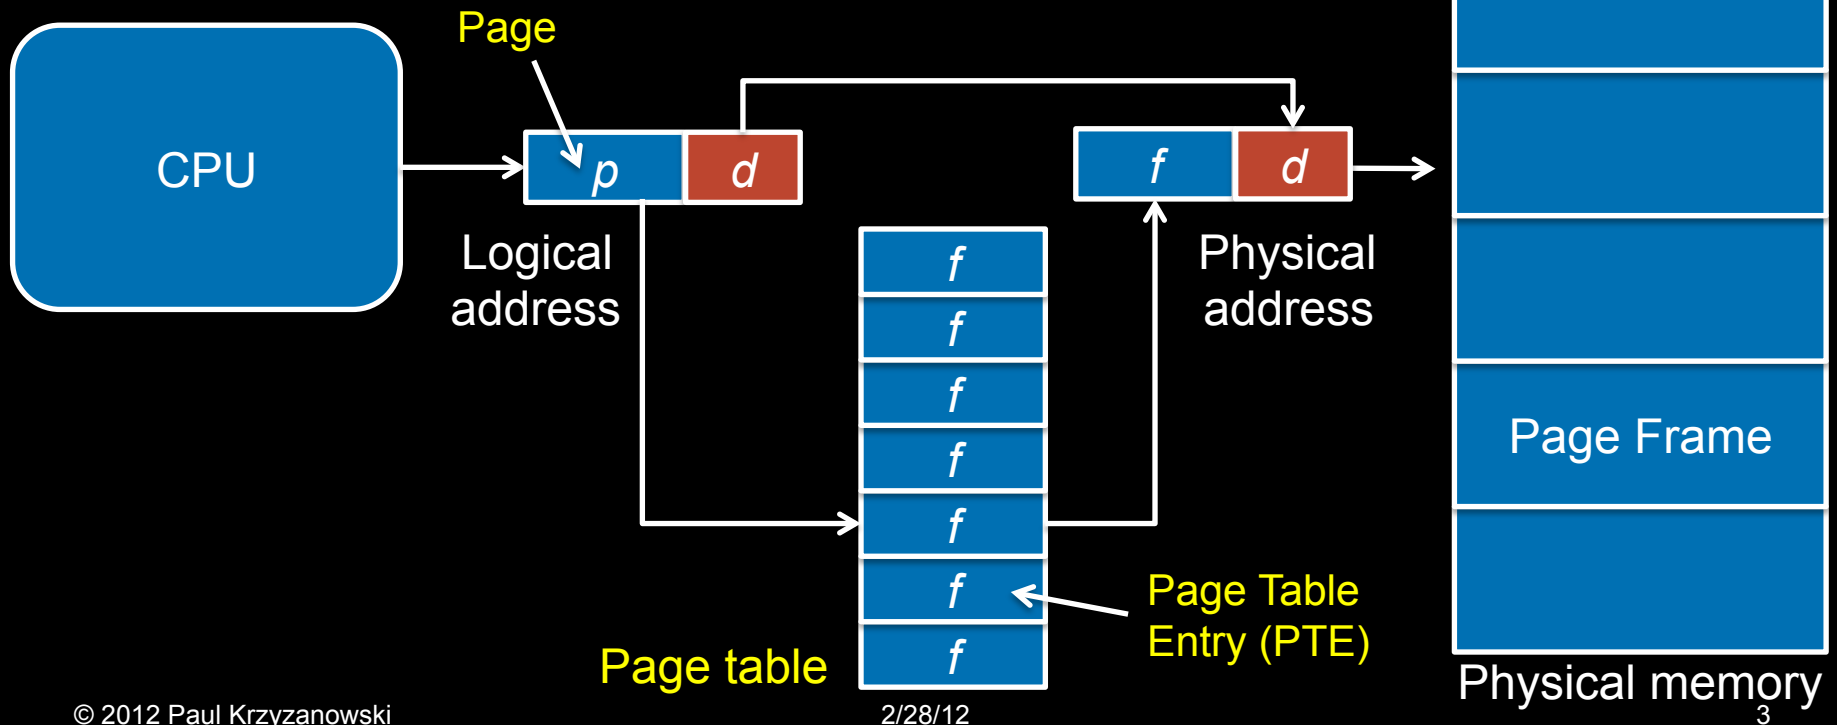 Page
CPU
p
d
f
d
Logical
address
Physical
address
f
f
f
f
f
f
f
Page Frame
Page Table
Entry (PTE)
Page table
Physical memory
© 2012 Paul Krzyzanowski
2/28/12
3